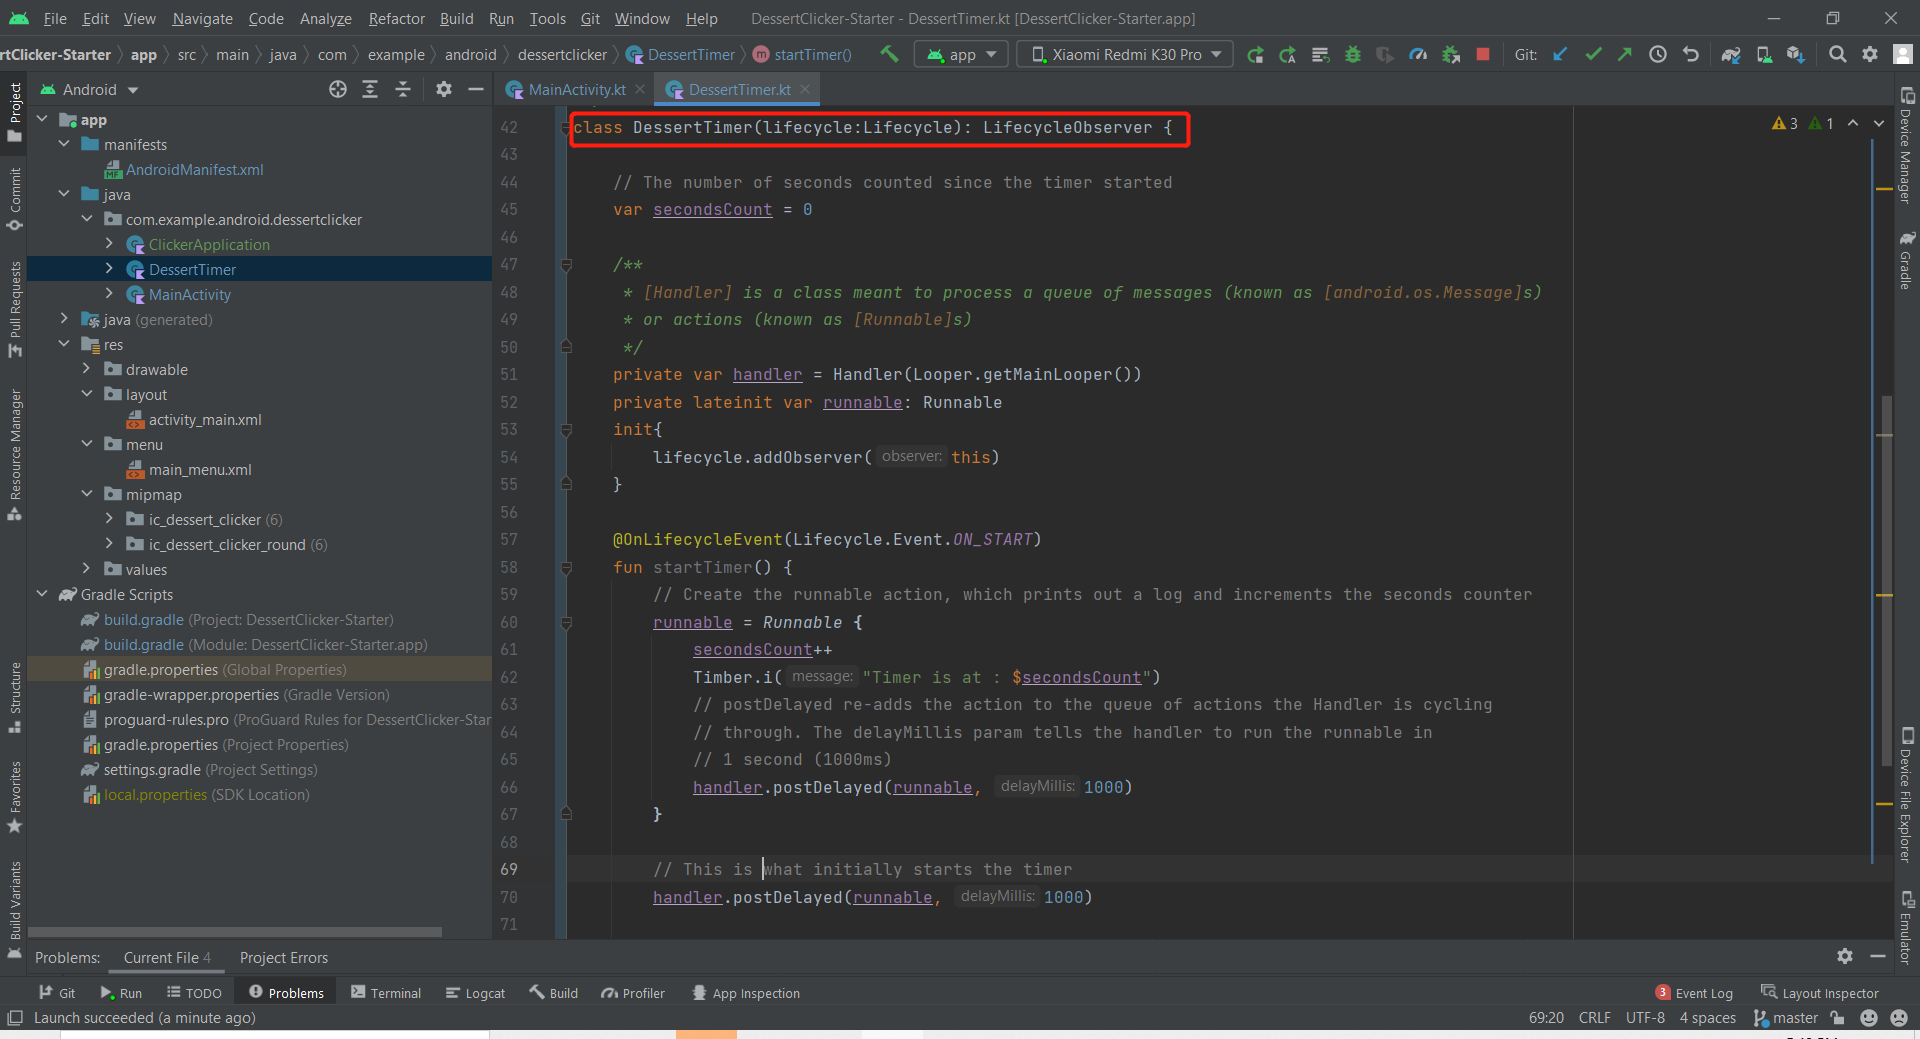 File Edit View Navigate Code Analyze Refactor Build Run Tools Git Window Help DessertClicker-Starter - DessertTimer.kt [DessertClicker-Starter.app]
rtClicker-Starter app src main java com example android dessertclicker DessertTimer m startTimer() app Xiaomi Redmi K30 Pro Git:
Project
Commit
Pull Requests
Resource Manager
Structure
Favorites
Build Variants
Android
app
manifests
MF AndroidManifest.xml
java
com.example.android.dessertclicker
ClickerApplication
DessertTimer
MainActivity
java (generated)
res
drawable
layout
activity_main.xml
menu
main_menu.xml
mipmap
ic_dessert_clicker (6)
ic_dessert_clicker_round (6)
values
Gradle Scripts
build.gradle (Project: DessertClicker-Starter)
build.gradle (Module: DessertClicker-Starter.app)
gradle.properties (Global Properties)
gradle-wrapper.properties (Gradle Version)
proguard-rules.pro (ProGuard Rules for DessertClicker-Star
gradle.properties (Project Properties)
settings.gradle (Project Settings)
local.properties (SDK Location)
MainActivity.kt DessertTimer.kt
3 1
42 class DessertTimer(lifecycle:Lifecycle): LifecycleObserver {
43
44 // The number of seconds counted since the timer started
45 var secondsCount = 0
46
47 /**
48 * [Handler] is a class meant to process a queue of messages (known as [android.os.Message]s)
49 * or actions (known as [Runnable]s)
50 */
51 private var handler = Handler(Looper.getMainLooper())
52 private lateinit var runnable: Runnable
53 init{
54 lifecycle.addObserver( observer: this)
55 }
56
57 @OnLifecycleEvent(Lifecycle.Event.ON_START)
58 fun startTimer() {
59 // Create the runnable action, which prints out a log and increments the seconds counter
60 runnable = Runnable {
61 secondsCount++
62 Timber.i( message: "Timer is at : $secondsCount")
63 // postDelayed re-adds the action to the queue of actions the Handler is cycling
64 // through. The delayMillis param tells the handler to run the runnable in
65 // 1 second (1000ms)
66 handler.postDelayed(runnable, delayMillis: 1000)
67 }
68
69 // This is what initially starts the timer
70 handler.postDelayed(runnable, delayMillis: 1000)
71
Device Manager
Gradle
Device File Explorer
Emulator
Problems: Current File 4 Project Errors
Git Run TODO Problems Terminal Logcat Build Profiler App Inspection 3 Event Log Layout Inspector
Launch succeeded (a minute ago) 69:20 CRLF UTF-8 4 spaces master